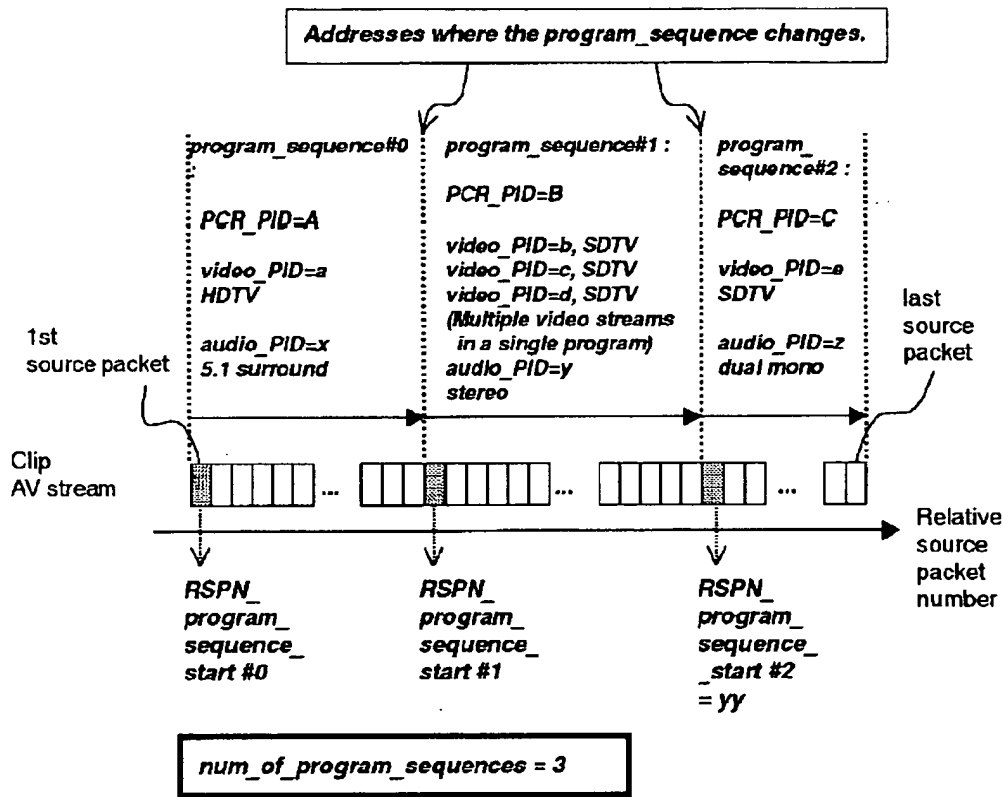 Addresses where the program_sequence changes.
program_sequence#0
:
PCR_PID=A
video_PID=a
HDTV
audio_PID=x
5.1 surround
program_sequence#1 :
PCR_PID=B
video_PID=b, SDTV
video_PID=c, SDTV
video_PID=d, SDTV
(Multiple video streams
in a single program)
audio_PID=y
stereo
program_
sequence#2 :
PCR_PID=C
video_PID=e
SDTV
audio_PID=z
dual mono
1st
source packet
last
source
packet
Clip
AV stream
...
...
...
Relative
source
packet
number
RSPN_
program_
sequence_
start #0
RSPN_
program_
sequence_
start #1
RSPN_
program_
sequence_
_start #2
= yy
num_of_program_sequences = 3